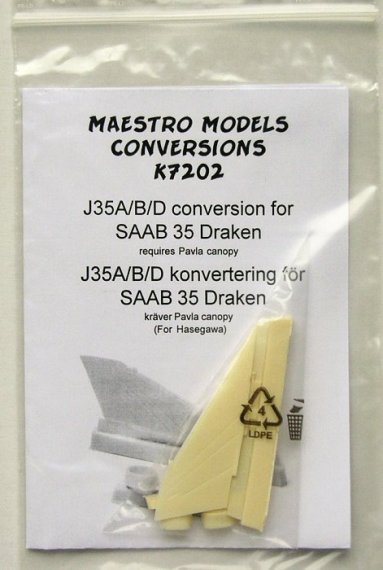 MAESTRO MODELS
CONVERSIONS
K7202
J35A/B/D conversion for
SAAB 35 Draken
requires Pavla canopy
J35A/B/D konvertering för
SAAB 35 Draken
kräver Pavla canopy
(For Hasegawa)
4
LDPE